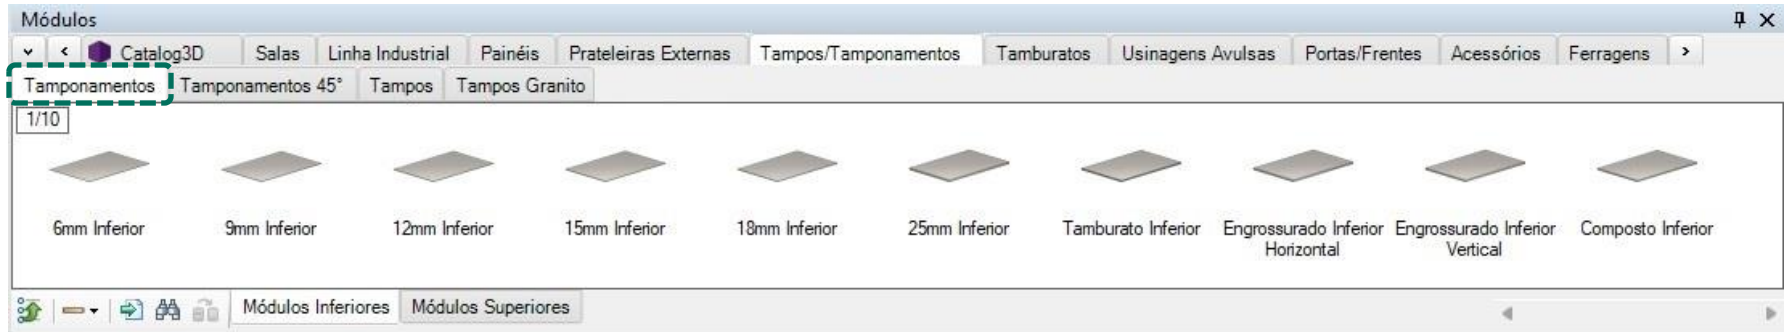 Módulos
Catalog3D Salas Linha Industrial Painéis Prateleiras Externas Tampos/Tamponamentos Tamburatos Usinagens Avulsas Portas/Frentes Acessórios Ferragens
Tamponamentos Tamponamentos 45° Tampos Tampos Granito
1/10
6mm Inferior 9mm Inferior 12mm Inferior 15mm Inferior 18mm Inferior 25mm Inferior Tamburato Inferior Engrossurado Inferior Engrossurado Inferior Composto Inferior
Horizontal Vertical
Módulos Inferiores Módulos Superiores